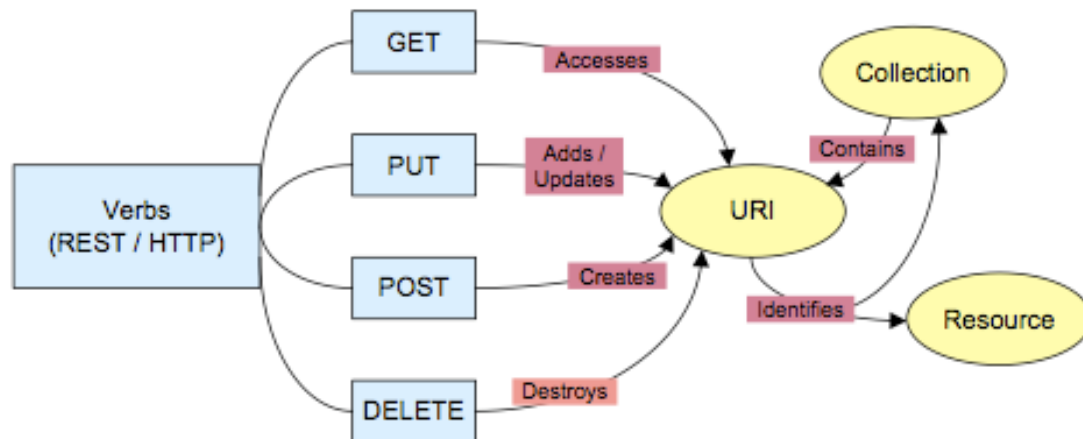 GET
Accesses
Collection
Contains
PUT
Adds /
Updates
Verbs
(REST / HTTP)
URI
POST
Creates
Identifies
Resource
DELETE
Destroys